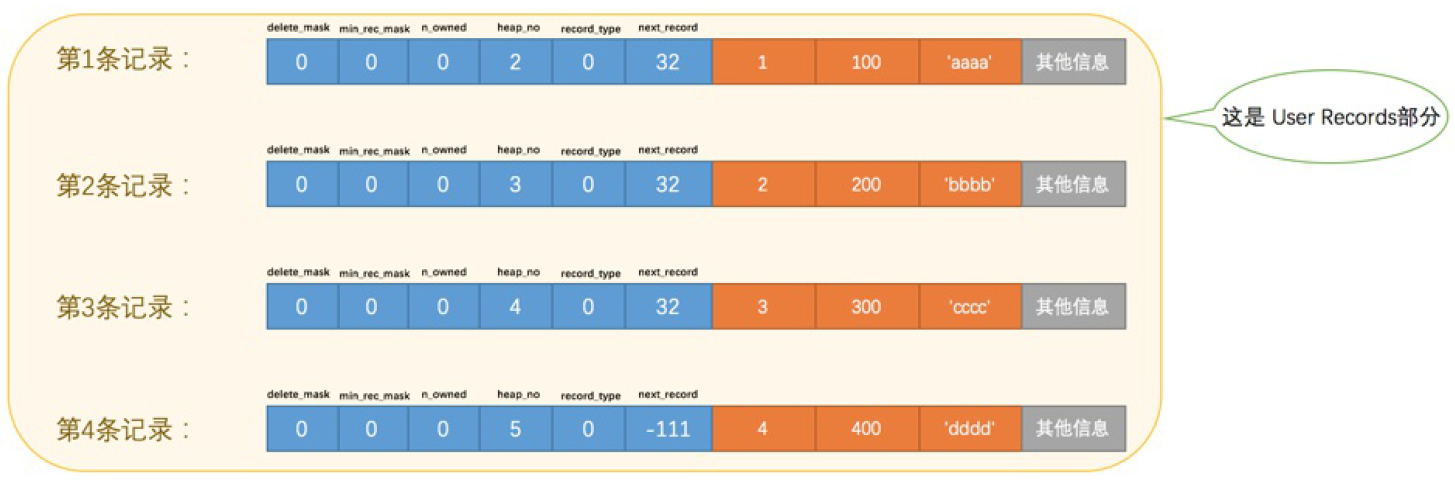 delete_mask min_rec_mask n_owned heap_no record_type next_record
第1条记录： 0 0 0 2 0 32 1 100 'aaaa' 其他信息
这是 User Records部分
delete_mask min_rec_mask n_owned heap_no record_type next_record
第2条记录： 0 0 0 3 0 32 2 200 'bbbb' 其他信息
delete_mask min_rec_mask n_owned heap_no record_type next_record
第3条记录： 0 0 0 4 0 32 3 300 'cccc' 其他信息
delete_mask min_rec_mask n_owned heap_no record_type next_record
第4条记录： 0 0 0 5 0 -111 4 400 'dddd' 其他信息